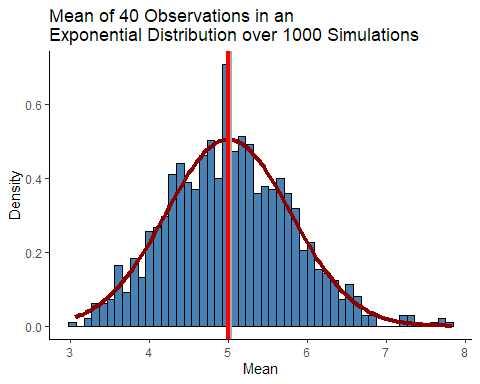 Mean of 40 Observations in an
Exponential Distribution over 1000 Simulations
Density
0.6
0.4
0.2
0.0
3 4 5 6 7 8
Mean